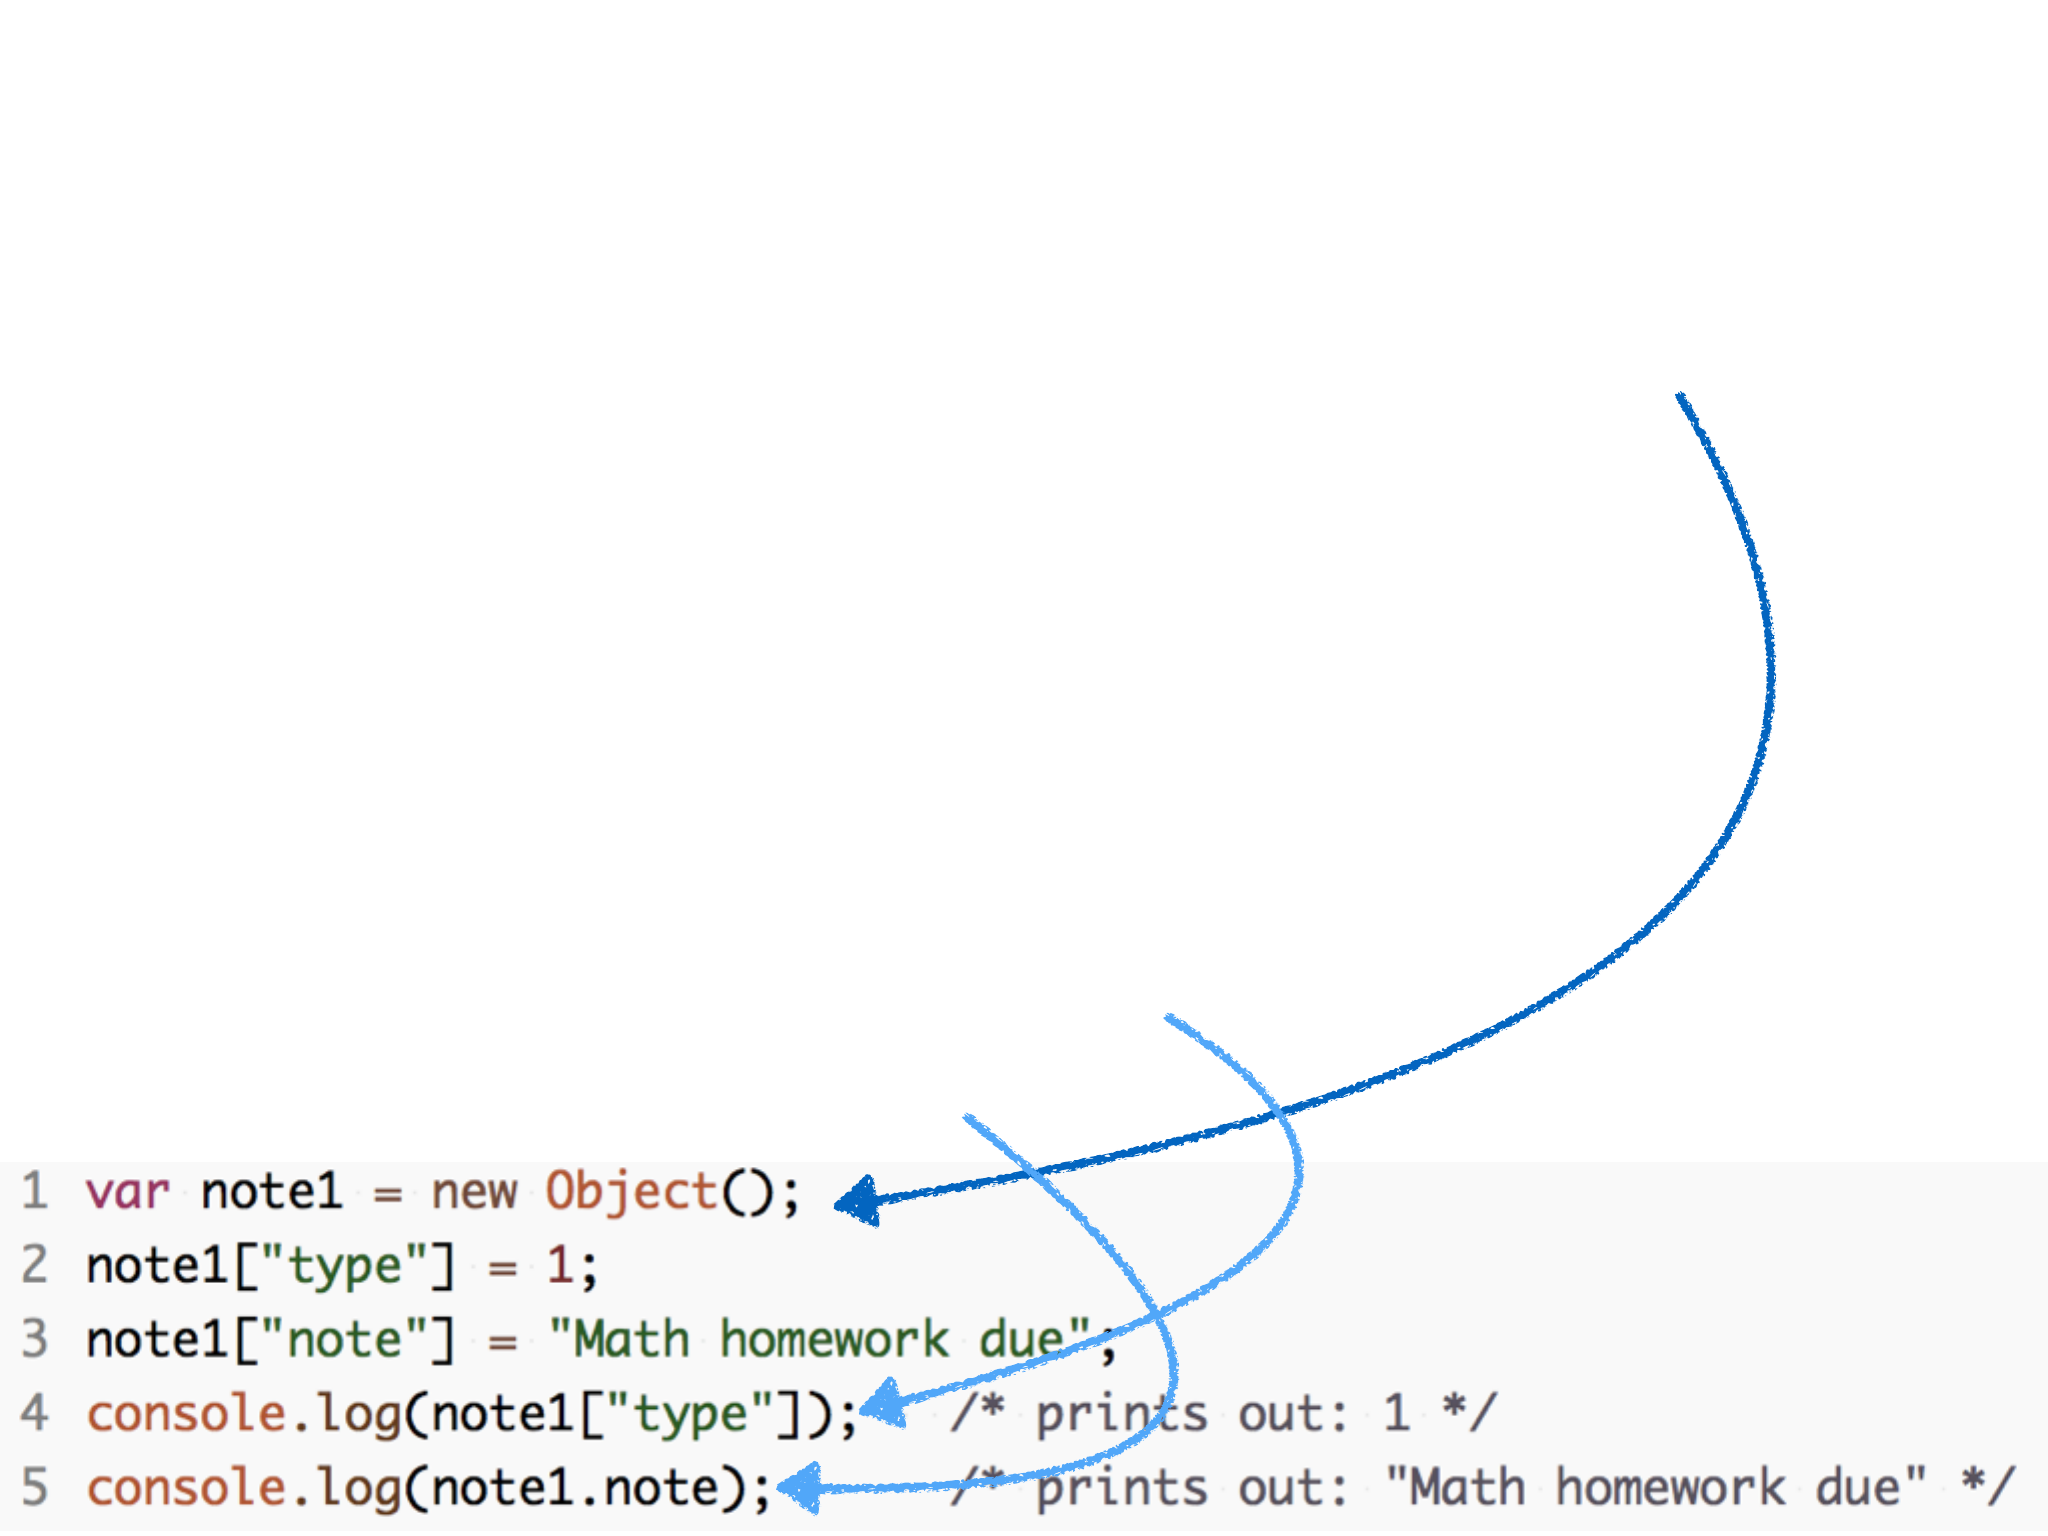 1 var note1 = new Object();
2 note1["type"] = 1;
3 note1["note"] = "Math homework due";
4 console.log(note1["type"]); /* prints out: 1 */
5 console.log(note1.note); /* prints out: "Math homework due" */